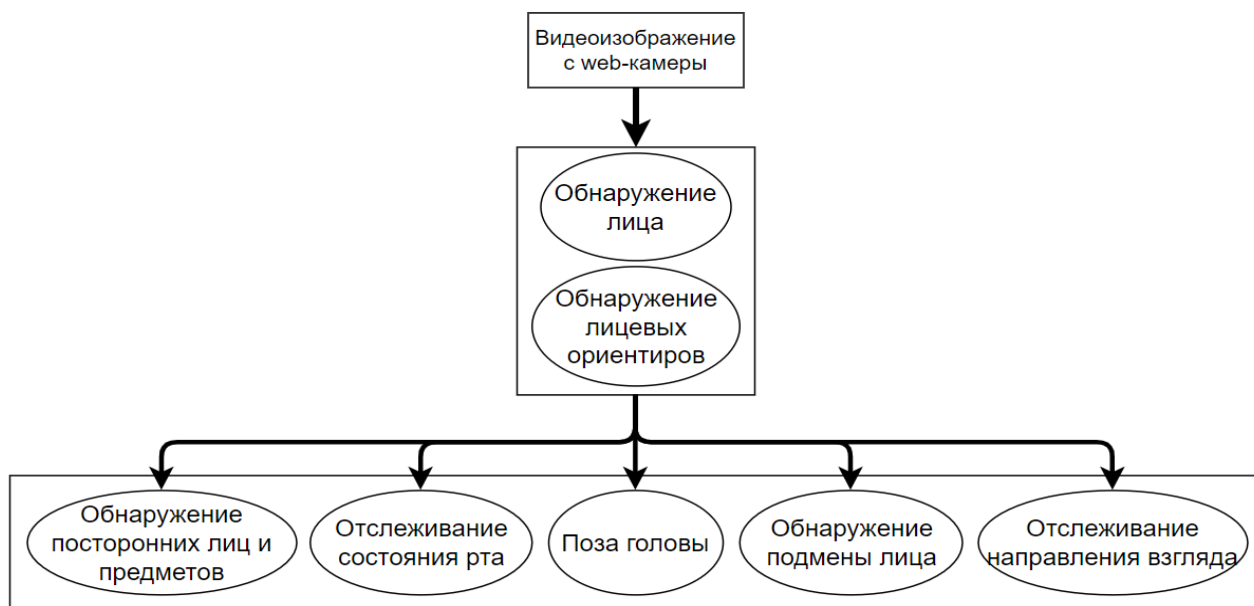 Видеоизображение
с web-камеры
Обнаружение
лица
Обнаружение
лицевых
ориентиров
Обнаружение
посторонних лиц и
предметов
Отслеживание
состояния рта
Поза головы
Обнаружение
подмены лица
Отслеживание
направления взгляда